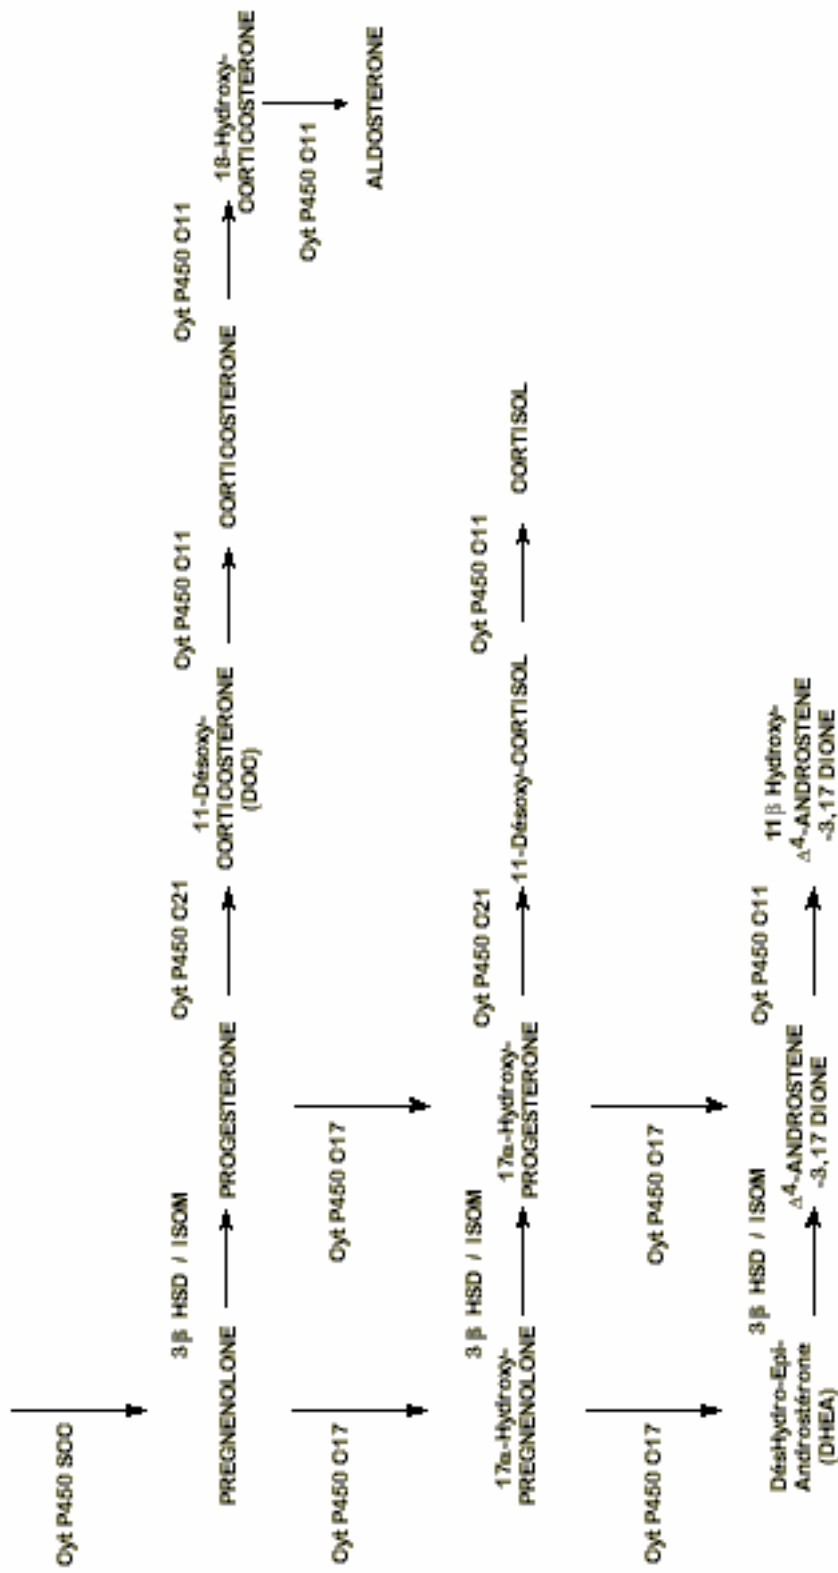 Cyt P450 SCC
3β HSD / ISOM
Cyt P450 C21
Cyt P450 C11
Cyt P450 C11
PREGNENOLONE
PROGESTERONE
11-Désoxy-
CORTICOSTERONE
(DOC)
CORTICOSTERONE
18-Hydroxy-
CORTICOSTERONE
Cyt P450 C17
Cyt P450 C17
Cyt P450 C11
ALDOSTERONE
3β HSD / ISOM
Cyt P450 C21
Cyt P450 C11
17α-Hydroxy-
PREGNENOLONE
17α-Hydroxy-
PROGESTERONE
11-Désoxy-CORTISOL
CORTISOL
Cyt P450 C17
Cyt P450 C17
3β HSD / ISOM
Cyt P450 C11
DésHydro-Epi-
Androstérone
(DHEA)
Δ4-ANDROSTENE
-3,17 DIONE
11β Hydroxy-
Δ4-ANDROSTENE
-3,17 DIONE